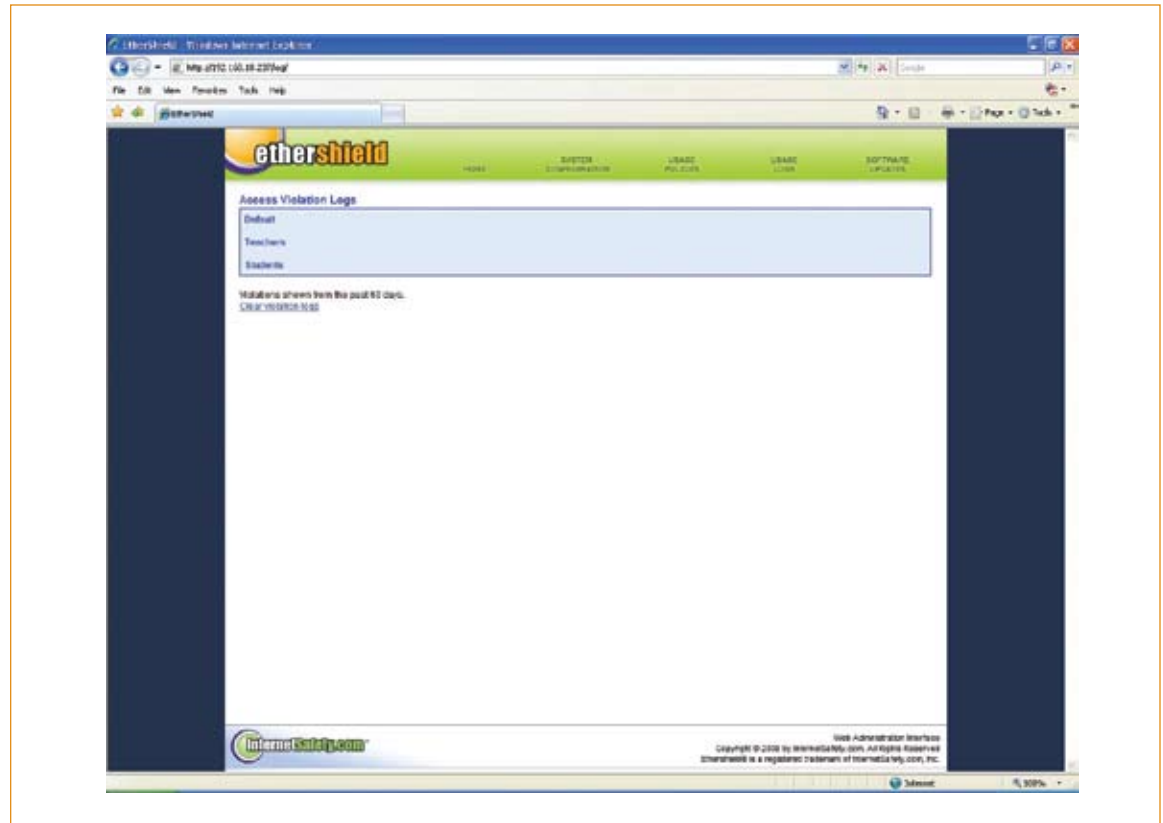 EtherShield - Windows Internet Explorer
File Edit View Favorites Tools Help
EtherShield
Page Tools
ethershield
HOME
SYSTEM CONFIGURATION
USAGE POLICIES
USAGE LOGS
SOFTWARE UPDATES
Access Violation Logs
Default
Teachers
Students
Violations shown from the past 60 days.
Clear violation logs
InternetSafety.com
Web Administration Interface
Copyright © 2008 by InternetSafety.com. All Rights Reserved
Ethershield is a registered trademark of InternetSafety.com, Inc.
Internet
100%